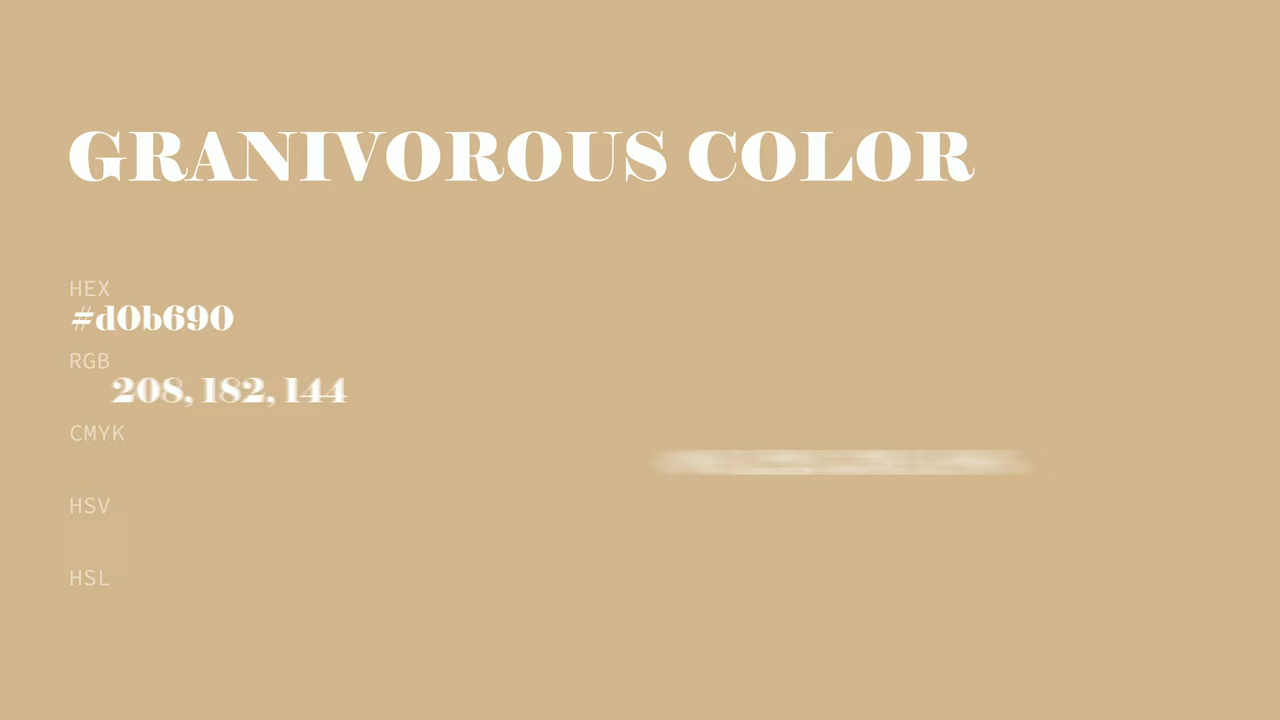 GRANIVOROUS COLOR
HEX
#d0b690
RGB
208, 182, 144
CMYK
HSV
HSL